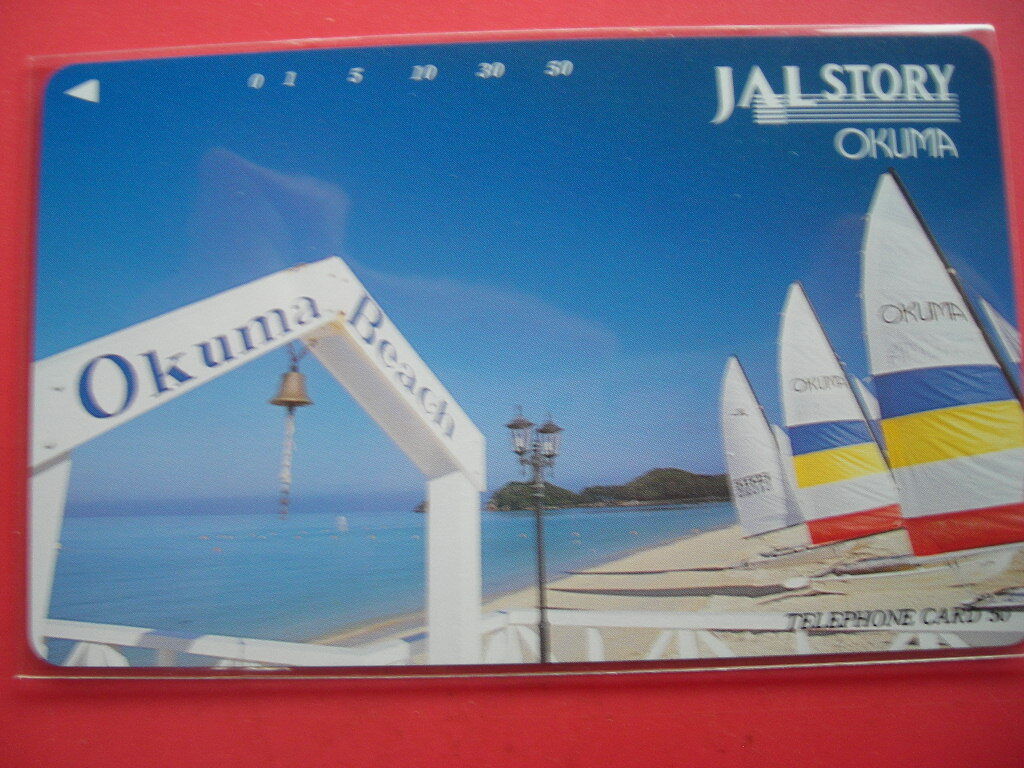 0 1 5 10 30 50
JAL STORY
OKUMA
Okuma Beach
OKUMA
OKUMA
TELEPHONE CARD 50